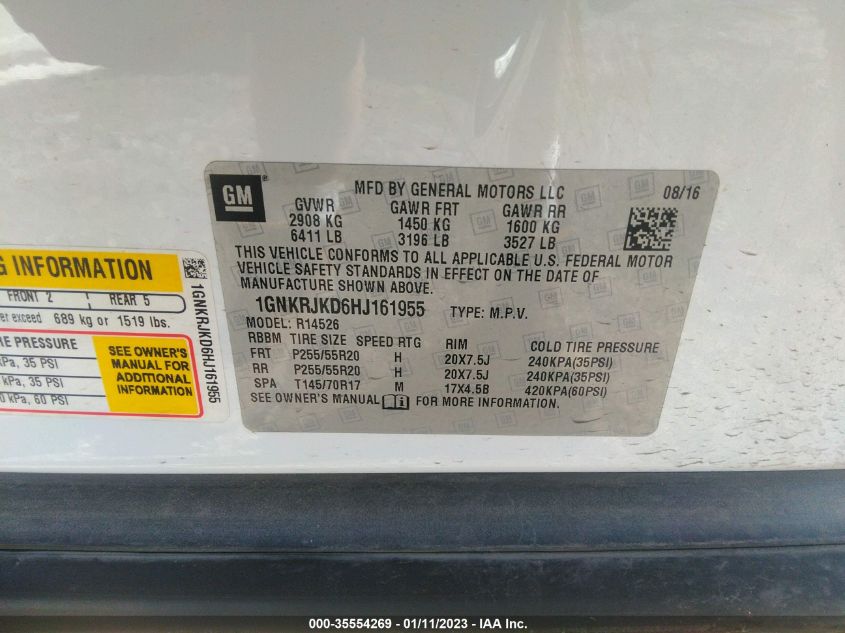 GM
MFD BY GENERAL MOTORS LLC 08/16
GVWR GAWR FRT GAWR RR
2908 KG 1450 KG 1600 KG
6411 LB 3196 LB 3527 LB
THIS VEHICLE CONFORMS TO ALL APPLICABLE U.S. FEDERAL MOTOR
VEHICLE SAFETY STANDARDS IN EFFECT ON THE DATE OF
MANUFACTURE SHOWN ABOVE.
1GNKRJKD6HJ161955 TYPE: M.P.V.
MODEL: R14526
RBBM TIRE SIZE SPEED RTG RIM COLD TIRE PRESSURE
FRT P255/55R20 H 20X7.5J 240KPA(35PSI)
RR P255/55R20 H 20X7.5J 240KPA(35PSI)
SPA T145/70R17 M 17X4.5B 420KPA(60PSI)
SEE OWNER'S MANUAL FOR MORE INFORMATION.
G INFORMATION
FRONT 2 REAR 5
er exceed 689 kg or 1519 lbs.
RE PRESSURE
kPa, 35 PSI
kPa, 35 PSI
0 kPa, 60 PSI
SEE OWNER'S
MANUAL FOR
ADDITIONAL
INFORMATION
1GNKRJKD6HJ161955
000-35554269 - 01/11/2023 - IAA Inc.